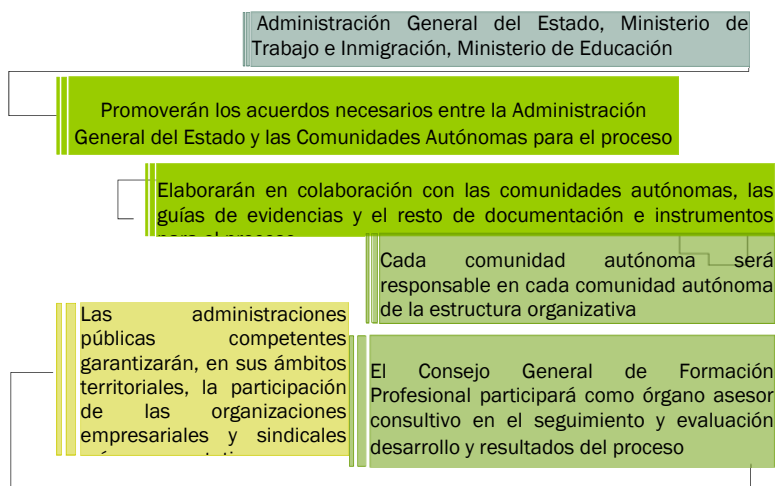 Administración General del Estado, Ministerio de
Trabajo e Inmigración, Ministerio de Educación
Promoverán los acuerdos necesarios entre la Administración
General del Estado y las Comunidades Autónomas para el proceso
Elaborarán en colaboración con las comunidades autónomas, las
guías de evidencias y el resto de documentación e instrumentos
Cada comunidad autónoma será
responsable en cada comunidad autónoma
de la estructura organizativa
Las administraciones
públicas competentes
garantizarán, en sus ámbitos
territoriales, la participación
de las organizaciones
empresariales y sindicales
El Consejo General de Formación
Profesional participará como órgano asesor
consultivo en el seguimiento y evaluación
desarrollo y resultados del proceso